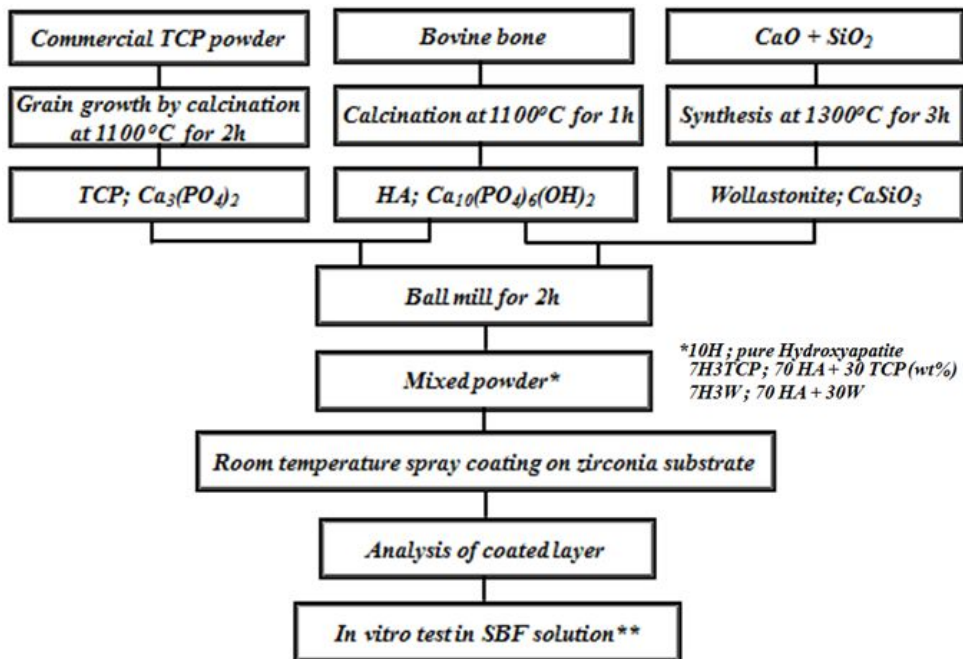 Commercial TCP powder
Bovine bone
CaO + SiO₂
Grain growth by calcination
at 1100°C for 2h
Calcination at 1100°C for 1h
Synthesis at 1300°C for 3h
TCP; Ca₃(PO₄)₂
HA; Ca₁₀(PO₄)₆(OH)₂
Wollastonite; CaSiO₃
Ball mill for 2h
Mixed powder*
*10H ; pure Hydroxyapatite
7H3TCP ; 70 HA + 30 TCP (wt%)
7H3W ; 70 HA + 30W
Room temperature spray coating on zirconia substrate
Analysis of coated layer
In vitro test in SBF solution**